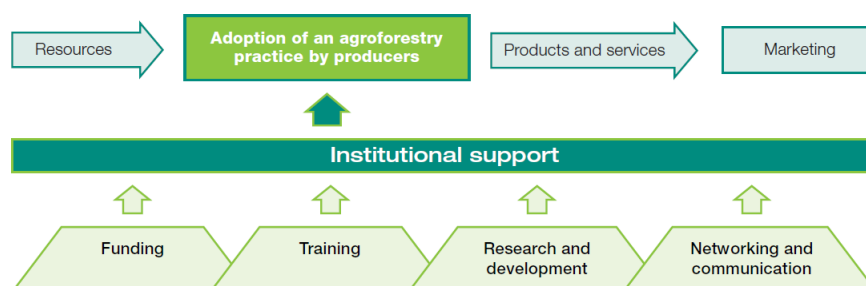 Resources
Adoption of an agroforestry
practice by producers
Products and services
Marketing
Institutional support
Funding
Training
Research and
development
Networking and
communication